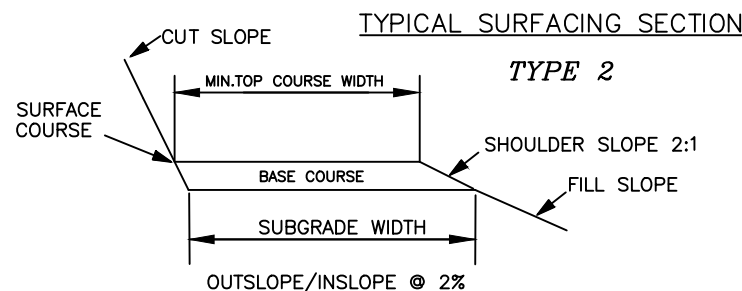 TYPICAL SURFACING SECTION
TYPE 2
CUT SLOPE
MIN.TOP COURSE WIDTH
SURFACE
COURSE
SHOULDER SLOPE 2:1
BASE COURSE
FILL SLOPE
SUBGRADE WIDTH
OUTSLOPE/INSLOPE @ 2%